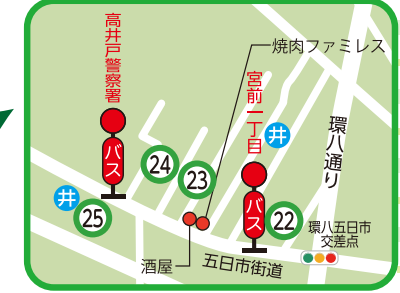 高井戸警察署
焼肉ファミレス
宮前一丁目
井
環八通り
バス
24
23
井
25
バス
22
環八五日市
交差点
酒屋
五日市街道